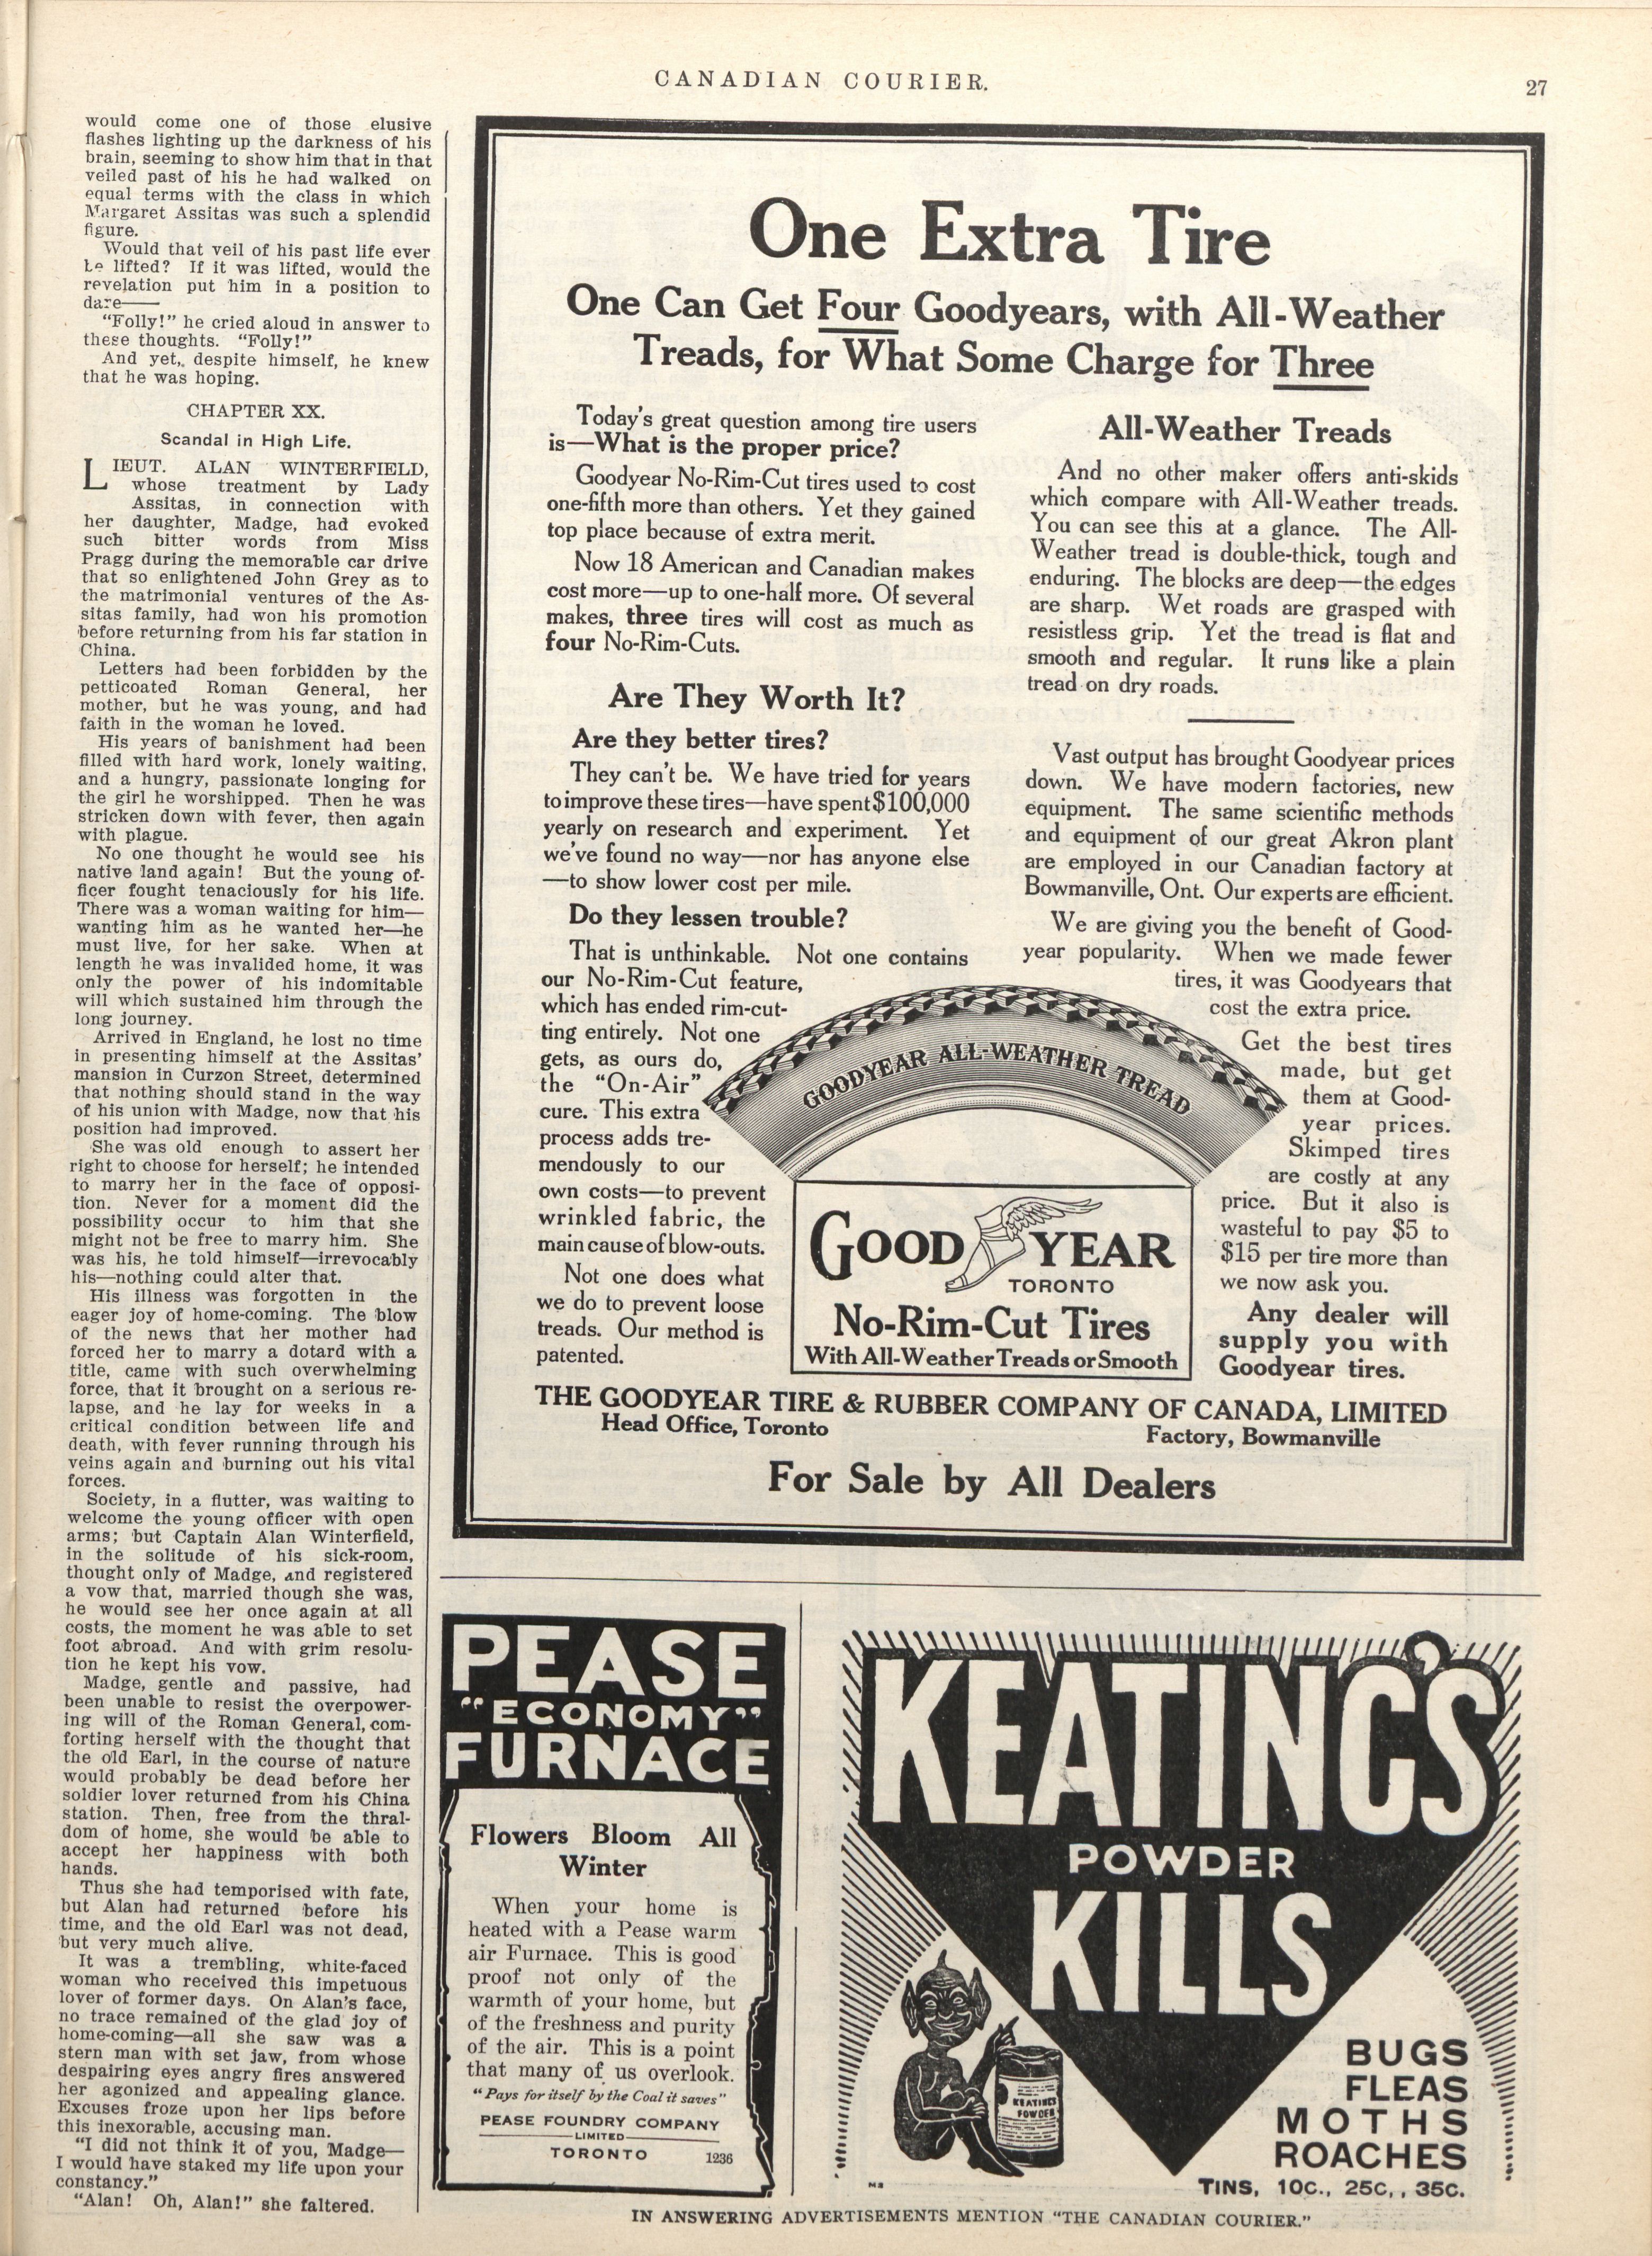 CANADIAN COURIER.
27
would come one of those elusive
flashes lighting up the darkness of his
brain, seeming to show him that in that
veiled past of his he had walked on
equal terms with the class in which
Margaret Assitas was such a splendid
figure.
Would that veil of his past life ever
be lifted? If it was lifted, would the
revelation put him in a position to
dare——
"Folly!" he cried aloud in answer to
these thoughts. "Folly!"
And yet, despite himself, he knew
that he was hoping.
CHAPTER XX.
Scandal in High Life.
LIEUT. ALAN WINTERFIELD,
whose treatment by Lady
Assitas, in connection with
her daughter, Madge, had evoked
such bitter words from Miss
Pragg during the memorable car drive
that so enlightened John Grey as to
the matrimonial ventures of the As-
sitas family, had won his promotion
before returning from his far station in
China.
Letters had been forbidden by the
petticoated Roman General, her
mother, but he was young, and had
faith in the woman he loved.
His years of banishment had been
filled with hard work, lonely waiting,
and a hungry, passionate longing for
the girl he worshipped. Then he was
stricken down with fever, then again
with plague.
No one thought he would see his
native land again! But the young of-
ficer fought tenaciously for his life.
There was a woman waiting for him—
wanting him as he wanted her—he
must live, for her sake. When at
length he was invalided home, it was
only the power of his indomitable
will which sustained him through the
long journey.
Arrived in England, he lost no time
in presenting himself at the Assitas'
mansion in Curzon Street, determined
that nothing should stand in the way
of his union with Madge, now that his
position had improved.
She was old enough to assert her
right to choose for herself; he intended
to marry her in the face of opposi-
tion. Never for a moment did the
possibility occur to him that she
might not be free to marry him. She
was his, he told himself—irrevocably
his—nothing could alter that.
His illness was forgotten in the
eager joy of home-coming. The blow
of the news that her mother had
forced her to marry a dotard with a
title, came with such overwhelming
force, that it brought on a serious re-
lapse, and he lay for weeks in a
critical condition between life and
death, with fever running through his
veins again and burning out his vital
forces.
Society, in a flutter, was waiting to
welcome the young officer with open
arms; but Captain Alan Winterfield,
in the solitude of his sick-room,
thought only of Madge, and registered
a vow that, married though she was,
he would see her once again at all
costs, the moment he was able to set
foot abroad. And with grim resolu-
tion he kept his vow.
Madge, gentle and passive, had
been unable to resist the overpower-
ing will of the Roman General, com-
forting herself with the thought that
the old Earl, in the course of nature
would probably be dead before her
soldier lover returned from his China
station. Then, free from the thral-
dom of home, she would be able to
accept her happiness with both
hands.
Thus she had temporised with fate,
but Alan had returned before his
time, and the old Earl was not dead,
but very much alive.
It was a trembling, white-faced
woman who received this impetuous
lover of former days. On Alan's face,
no trace remained of the glad joy of
home-coming—all she saw was a
stern man with set jaw, from whose
despairing eyes angry fires answered
her agonized and appealing glance.
Excuses froze upon her lips before
this inexorable, accusing man.
"I did not think it of you, Madge—
I would have staked my life upon your
constancy."
"Alan! Oh, Alan!" she faltered.
One Extra Tire
One Can Get Four Goodyears, with All-Weather
Treads, for What Some Charge for Three
Today's great question among tire users
is—What is the proper price?
Goodyear No-Rim-Cut tires used to cost
one-fifth more than others. Yet they gained
top place because of extra merit.
Now 18 American and Canadian makes
cost more—up to one-half more. Of several
makes, three tires will cost as much as
four No-Rim-Cuts.
Are They Worth It?
Are they better tires?
They can't be. We have tried for years
to improve these tires—have spent $100,000
yearly on research and experiment. Yet
we've found no way—nor has anyone else
—to show lower cost per mile.
Do they lessen trouble?
That is unthinkable. Not one contains
our No-Rim-Cut feature,
which has ended rim-cut-
ting entirely. Not one
gets, as ours do,
the "On-Air"
cure. This extra
process adds tre-
mendously to our
own costs—to prevent
wrinkled fabric, the
main cause of blow-outs.
Not one does what
we do to prevent loose
treads. Our method is
patented.
All-Weather Treads
And no other maker offers anti-skids
which compare with All-Weather treads.
You can see this at a glance. The All-
Weather tread is double-thick, tough and
enduring. The blocks are deep—the edges
are sharp. Wet roads are grasped with
resistless grip. Yet the tread is flat and
smooth and regular. It runs like a plain
tread on dry roads.
Vast output has brought Goodyear prices
down. We have modern factories, new
equipment. The same scientific methods
and equipment of our great Akron plant
are employed in our Canadian factory at
Bowmanville, Ont. Our experts are efficient.
We are giving you the benefit of Good-
year popularity. When we made fewer
tires, it was Goodyears that
cost the extra price.
Get the best tires
made, but get
them at Good-
year prices.
Skimped tires
are costly at any
price. But it also is
wasteful to pay $5 to
$15 per tire more than
we now ask you.
Any dealer will
supply you with
Goodyear tires.
GOODYEAR ALL-WEATHER TREAD
GOOD YEAR
TORONTO
No-Rim-Cut Tires
With All-Weather Treads or Smooth
THE GOODYEAR TIRE & RUBBER COMPANY OF CANADA, LIMITED
Head Office, Toronto Factory, Bowmanville
For Sale by All Dealers
PEASE
"ECONOMY"
FURNACE
Flowers Bloom All
Winter
When your home is
heated with a Pease warm
air Furnace. This is good
proof not only of the
warmth of your home, but
of the freshness and purity
of the air. This is a point
that many of us overlook.
"Pays for itself by the Coal it saves"
PEASE FOUNDRY COMPANY
LIMITED
TORONTO 1236
KEATING'S
POWDER
KILLS
KEATING'S
POWDER
BUGS
FLEAS
MOTHS
ROACHES
TINS, 10C., 25C,, 35C.
IN ANSWERING ADVERTISEMENTS MENTION "THE CANADIAN COURIER."